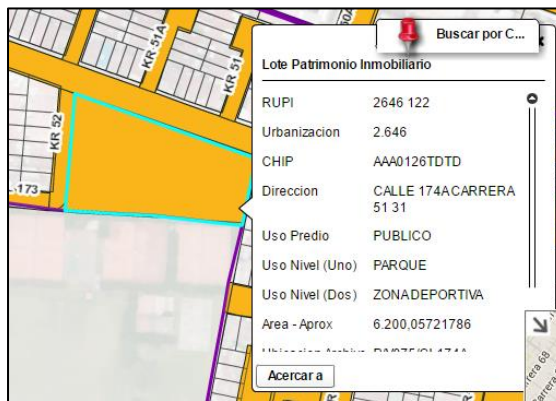 Buscar por C...
Lote Patrimonio Inmobiliario
RUPI 2646 122
Urbanizacion 2.646
CHIP AAA0126TDTD
Direccion CALLE 174ACARRERA
51 31
Uso Predio PUBLICO
Uso Nivel (Uno) PARQUE
Uso Nivel (Dos) ZONADEPORTIVA
Area - Aprox 6.200,05721786
Acercar a
KR 51A
KR 51
KR 52
173